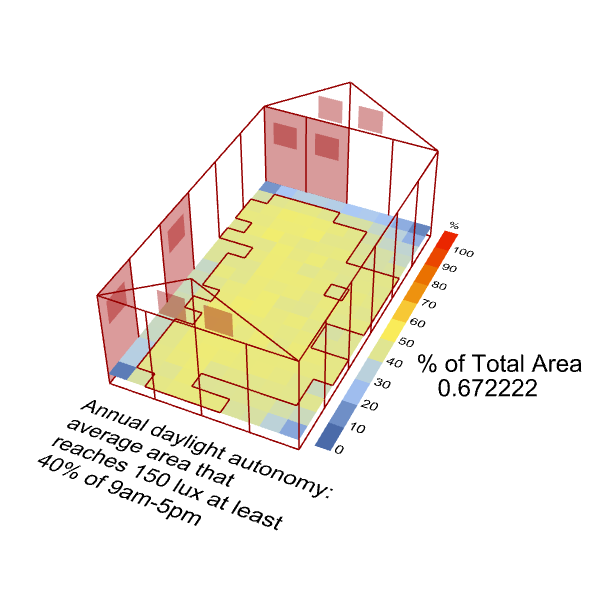 %
100
90
80
70
60
50
40
30
20
10
0
% of Total Area
0.672222
Annual daylight autonomy:
average area that
reaches 150 lux at least
40% of 9am-5pm